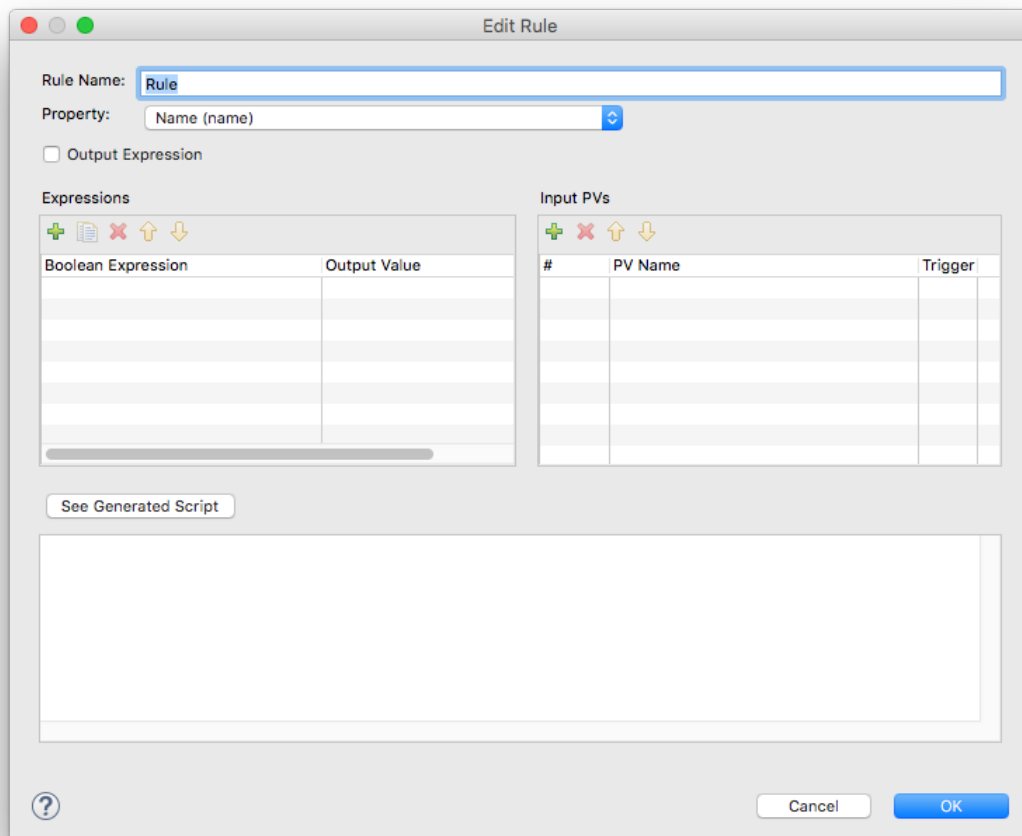 Edit Rule
Rule Name: Rule
Property: Name (name)
Output Expression
Expressions
Boolean Expression Output Value
Input PVs
# PV Name Trigger
See Generated Script
?
Cancel OK